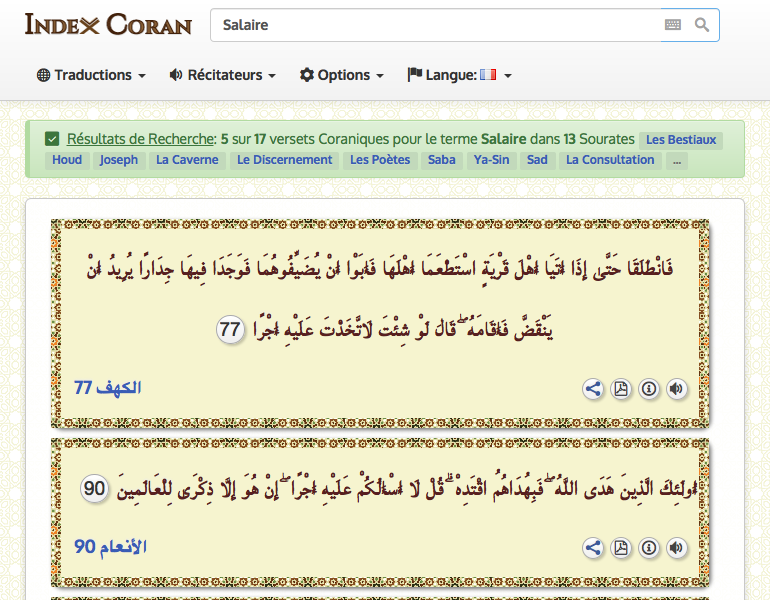 Index Coran
Salaire
Traductions Récitateurs Options Langue:
Résultats de Recherche: 5 sur 17 versets Coraniques pour le terme Salaire dans 13 Sourates Les Bestiaux
Houd Joseph La Caverne Le Discernement Les Poètes Saba Ya-Sin Sad La Consultation ...
فَانْطَلَقَا حَتَّىٰ إِذَا أَتَيَا أَهْلَ قَرْيَةٍ اسْتَطْعَمَا أَهْلَهَا فَأَبَوْا أَنْ يُضَيِّفُوهُمَا فَوَجَدَا فِيهَا جِدَارًا يُرِيدُ أَنْ
يَنْقَضَّ فَأَقَامَهُ ۖ قَالَ لَوْ شِئْتَ لَاتَّخَذْتَ عَلَيْهِ أَجْرًا 77
الكهف 77
أُولَٰئِكَ الَّذِينَ هَدَى اللَّهُ ۖ فَبِهُدَاهُمُ اقْتَدِهْ ۗ قُلْ لَا أَسْأَلُكُمْ عَلَيْهِ أَجْرًا ۖ إِنْ هُوَ إِلَّا ذِكْرَىٰ لِلْعَالَمِينَ 90
الأنعام 90